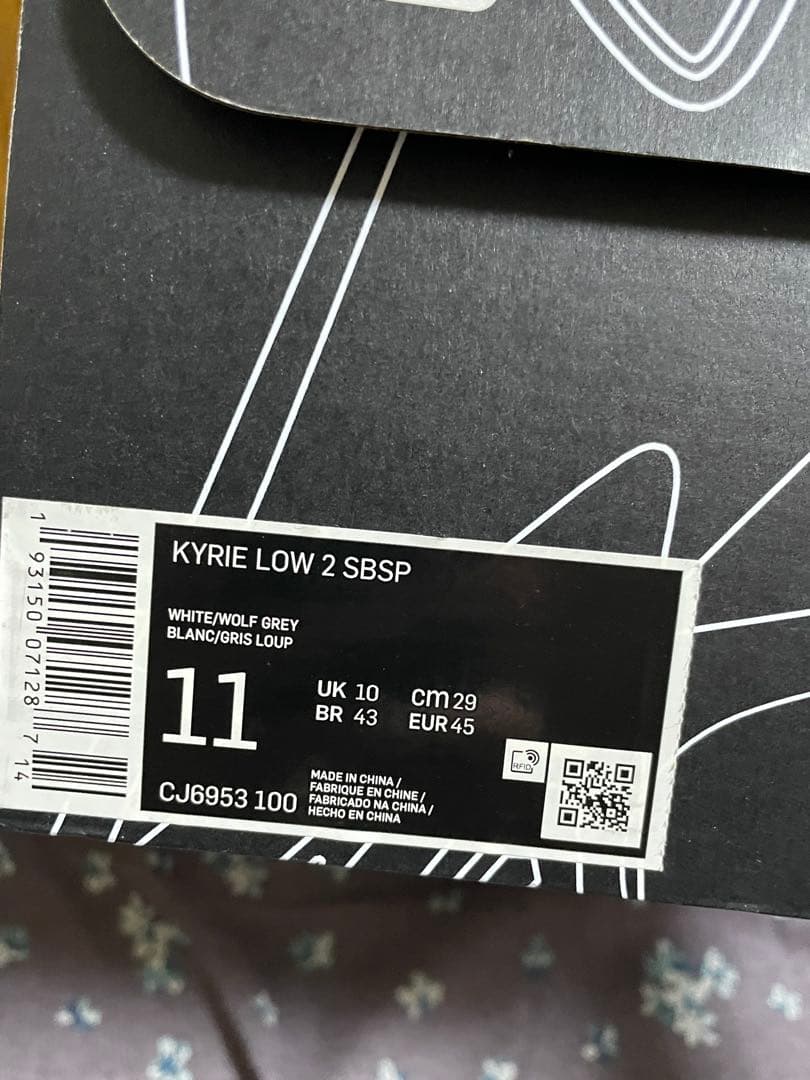 KYRIE LOW 2 SBSP
WHITE/WOLF GREY
BLANC/GRIS LOUP
11
UK 10 cm 29
BR 43 EUR 45
CJ6953 100
MADE IN CHINA /
FABRIQUE EN CHINE /
FABRICADO NA CHINA /
HECHO EN CHINA
RFID
1 93150 07128 7 14